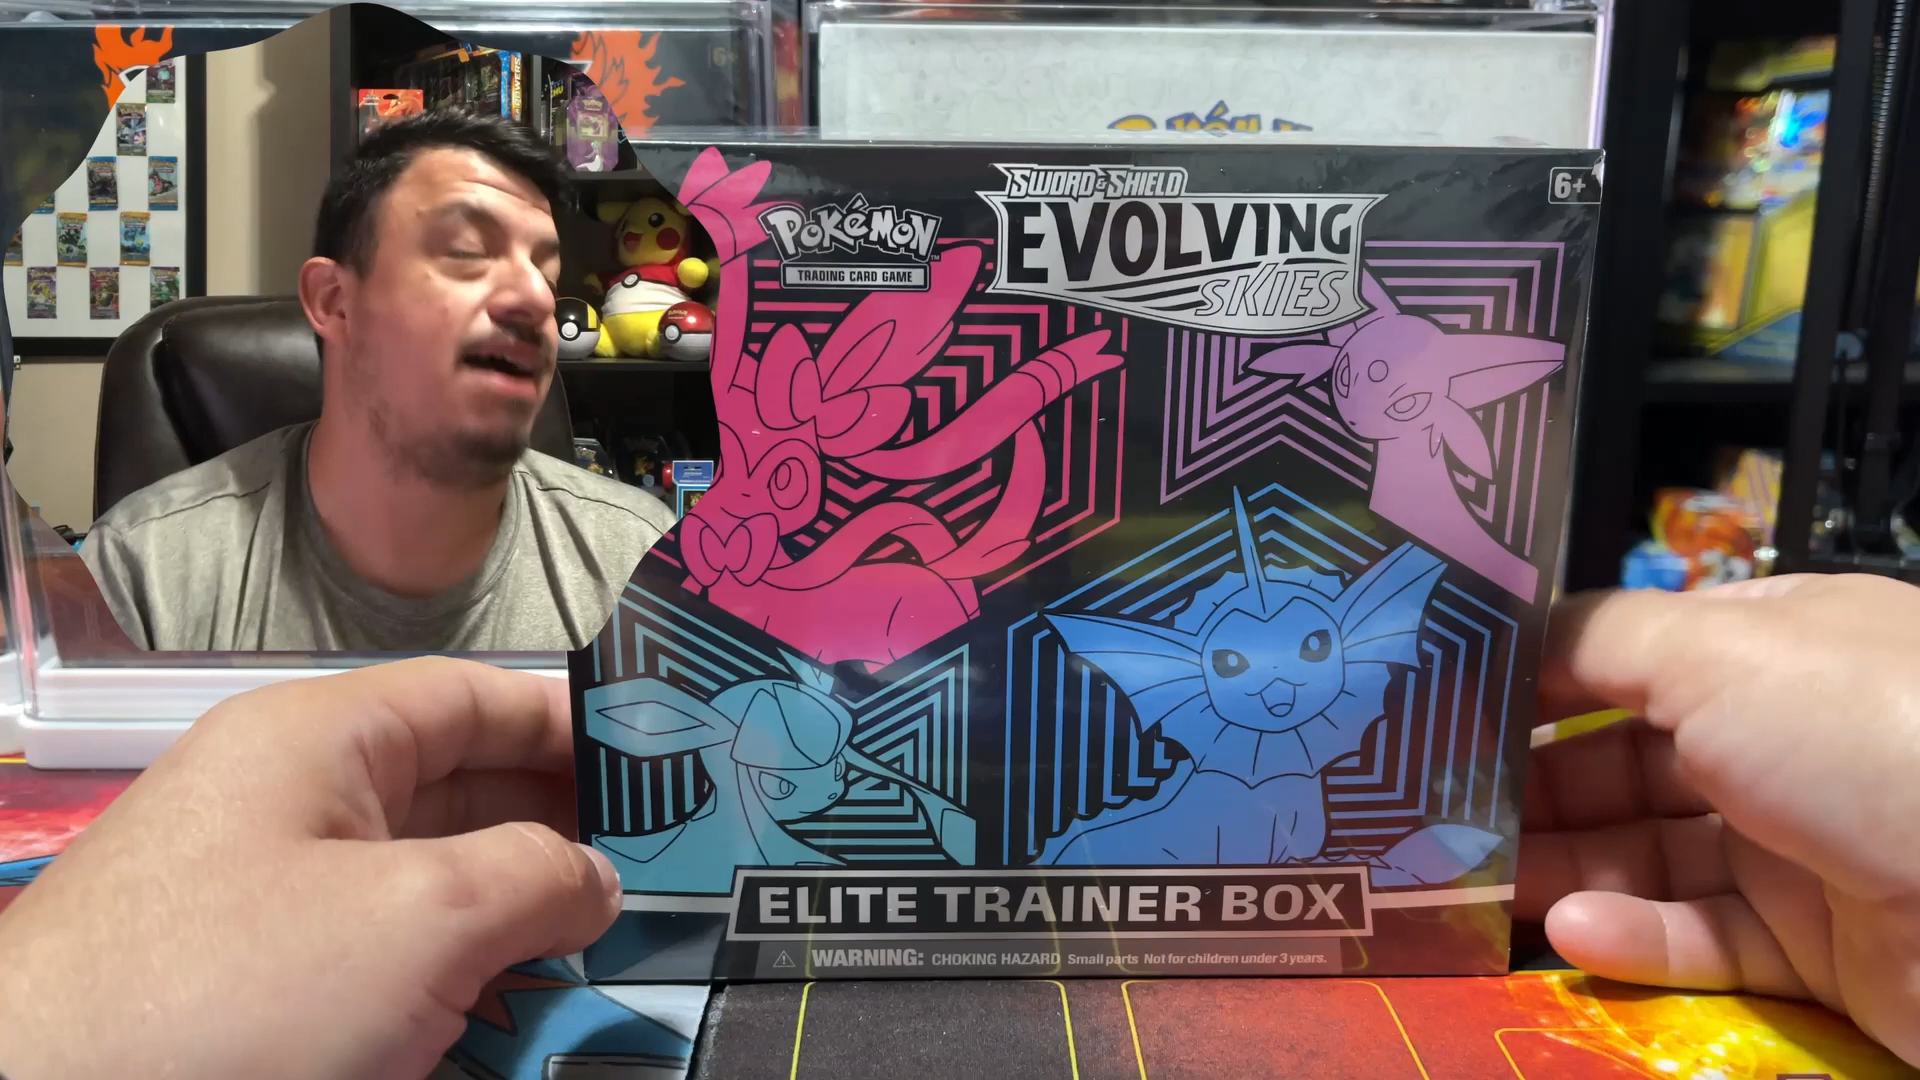 SWORD & SHIELD
EVOLVING
SKIES
6+
POKéMON™
TRADING CARD GAME
ELITE TRAINER BOX
WARNING: CHOKING HAZARD Small parts Not for children under 3 years.